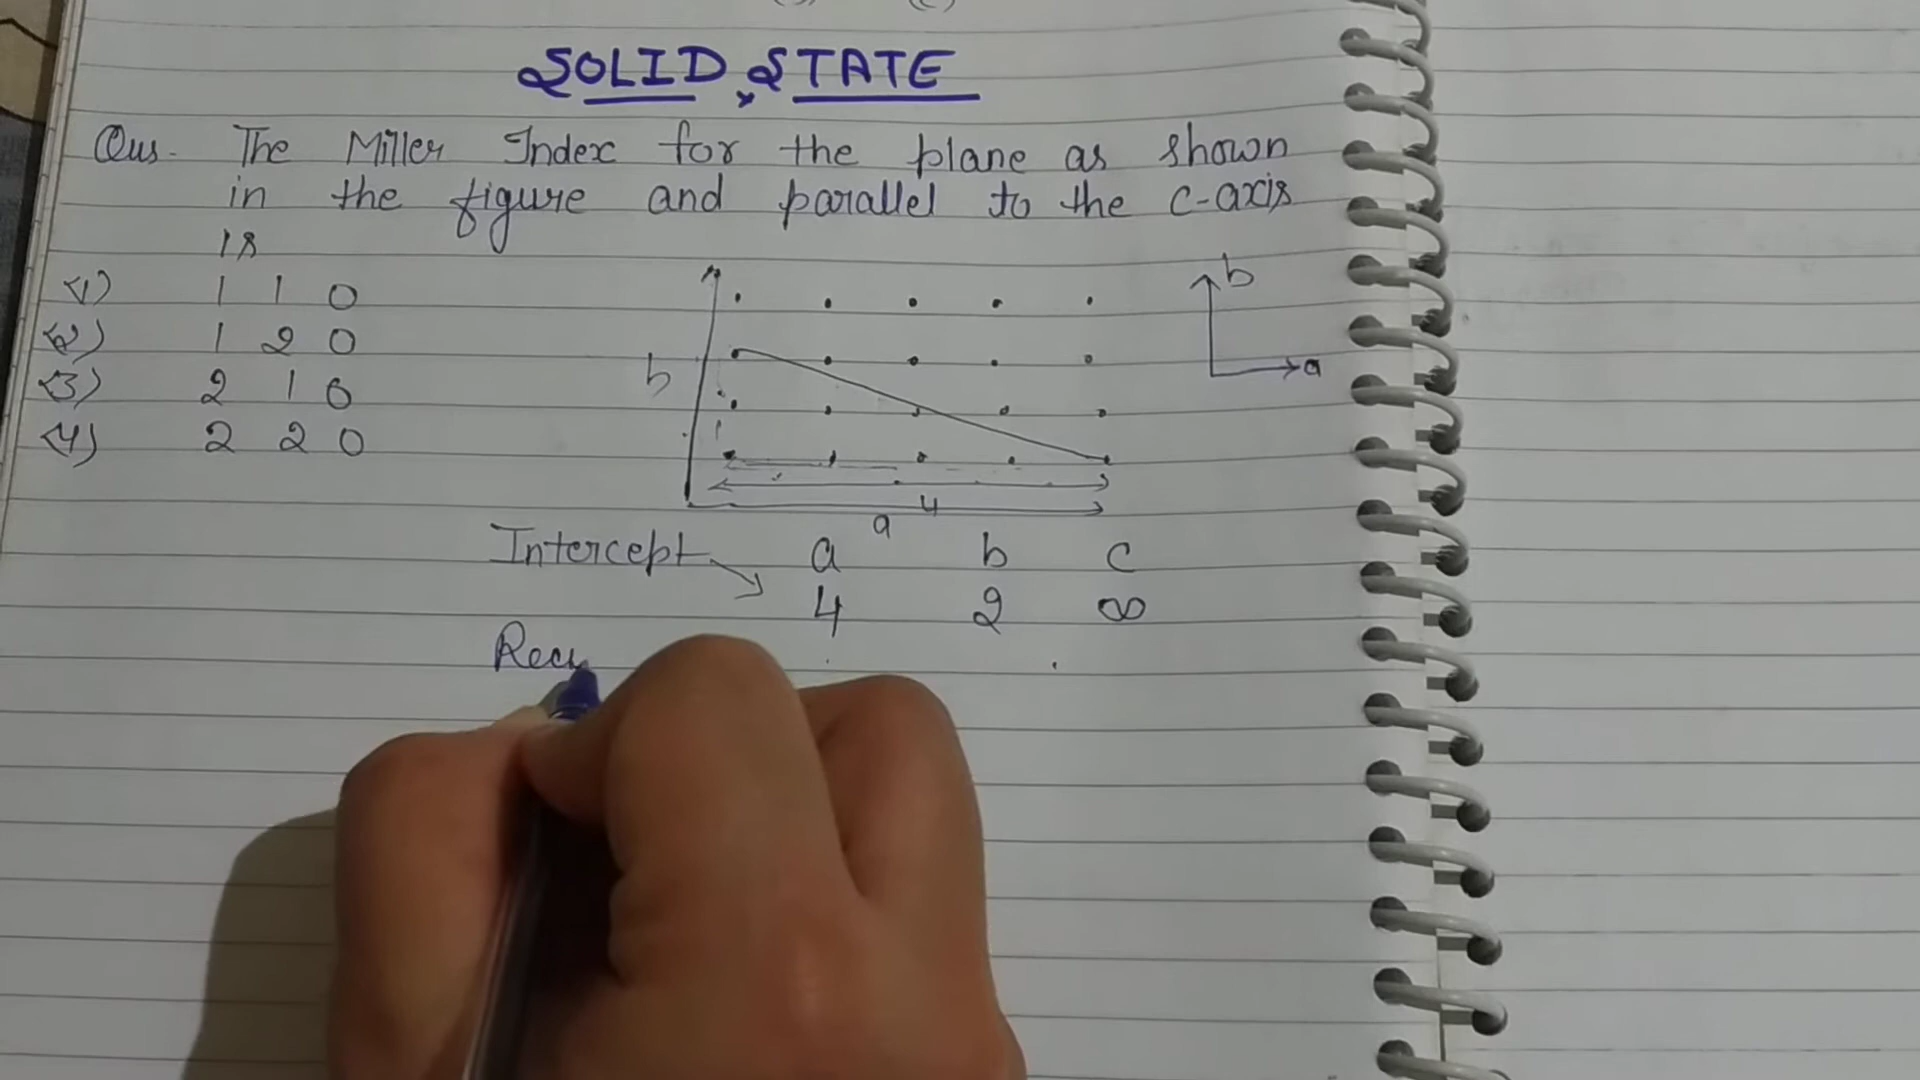 SOLID STATE
Qus. The Miller Index for the plane as shown
in the figure and parallel to the c-axis
is
(1) 1 1 0
(2) 1 2 0
(3) 2 1 0
(4) 2 2 0
b
b
a
4
a
Intercept → a b c
4 2 ∞